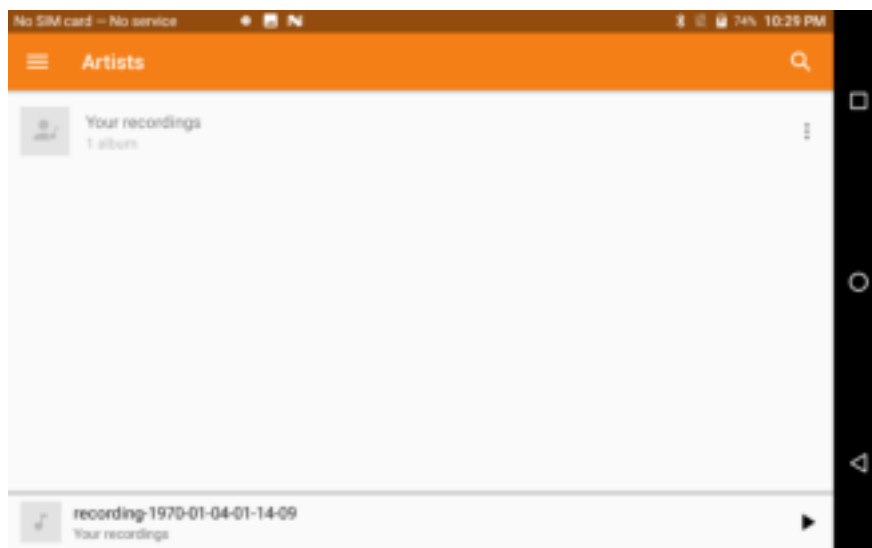 No SIM card — No service 74% 10:29 PM
Artists
Your recordings
1 album
recording-1970-01-04-01-14-09
Your recordings